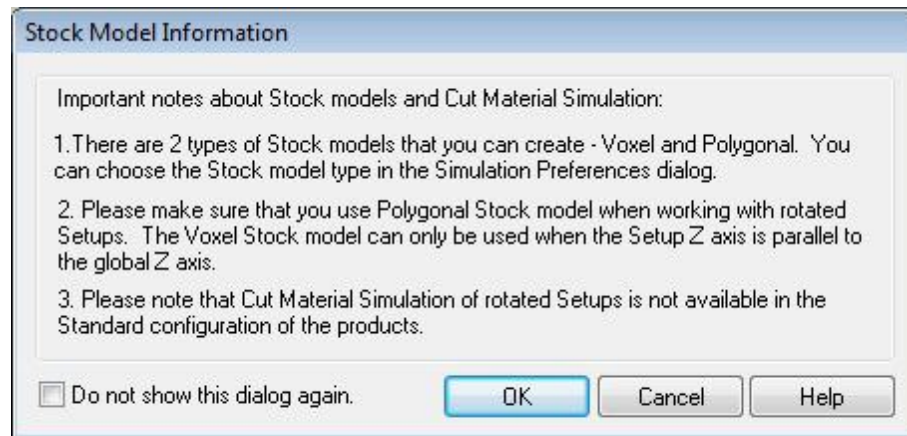 Stock Model Information
Important notes about Stock models and Cut Material Simulation:
1.There are 2 types of Stock models that you can create - Voxel and Polygonal. You
can choose the Stock model type in the Simulation Preferences dialog.
2. Please make sure that you use Polygonal Stock model when working with rotated
Setups. The Voxel Stock model can only be used when the Setup Z axis is parallel to
the global Z axis.
3. Please note that Cut Material Simulation of rotated Setups is not available in the
Standard configuration of the products.
Do not show this dialog again.
OK
Cancel
Help